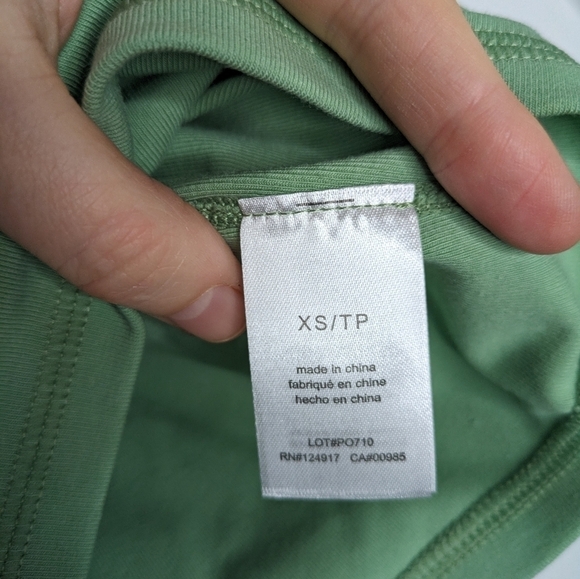 XS/TP
made in china
fabriqué en chine
hecho en china
LOT#PO710
RN#124917 CA#00985